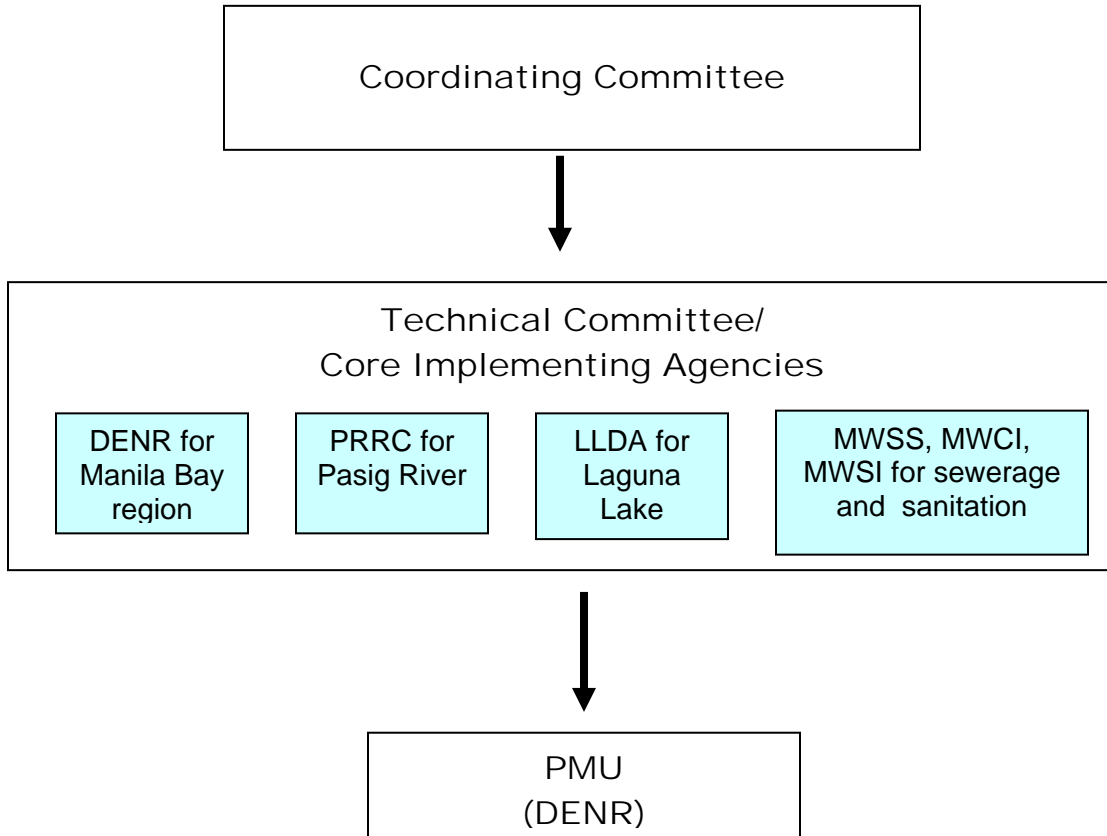 Coordinating Committee
Technical Committee/
Core Implementing Agencies
DENR for
Manila Bay
region
PRRC for
Pasig River
LLDA for
Laguna
Lake
MWSS, MWCI,
MWSI for sewerage
and sanitation
PMU
(DENR)